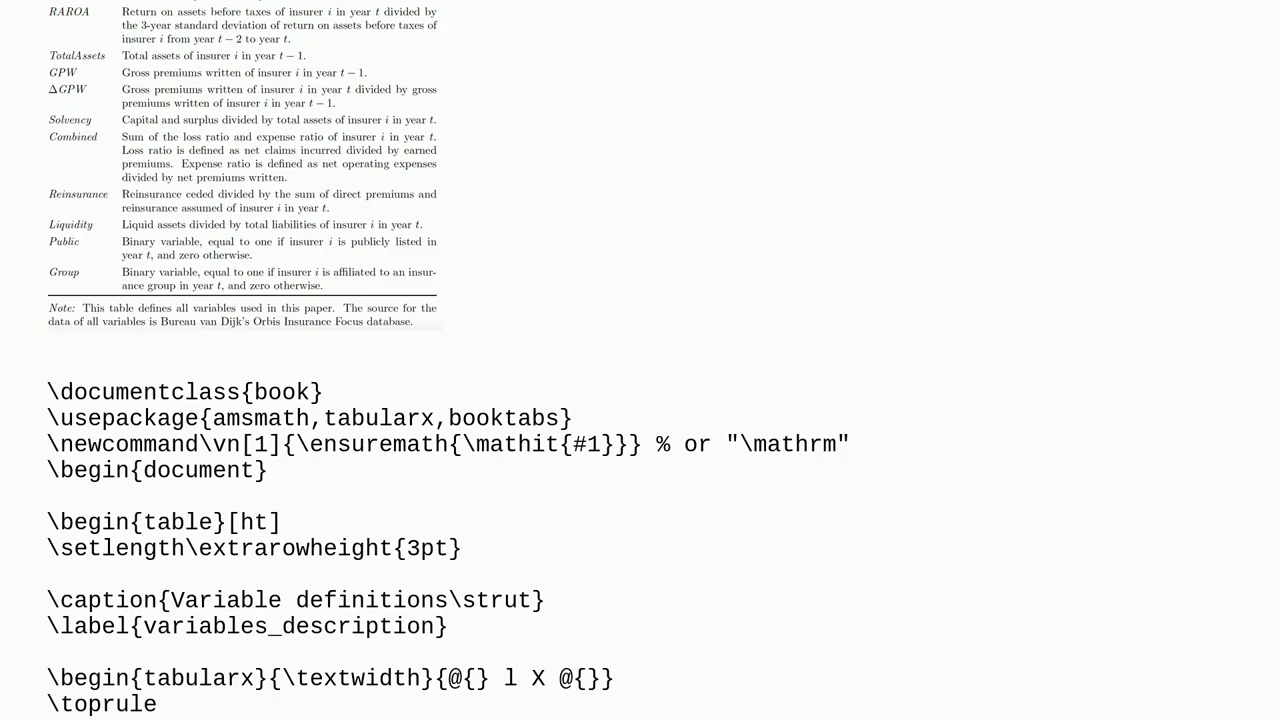 RAROA Return on assets before taxes of insurer i in year t divided by
the 3-year standard deviation of return on assets before taxes of
insurer i from year t − 2 to year t.
TotalAssets Total assets of insurer i in year t − 1.
GPW Gross premiums written of insurer i in year t − 1.
ΔGPW Gross premiums written of insurer i in year t divided by gross
premiums written of insurer i in year t − 1.
Solvency Capital and surplus divided by total assets of insurer i in year t.
Combined Sum of the loss ratio and expense ratio of insurer i in year t.
Loss ratio is defined as net claims incurred divided by earned
premiums. Expense ratio is defined as net operating expenses
divided by net premiums written.
Reinsurance Reinsurance ceded divided by the sum of direct premiums and
reinsurance assumed of insurer i in year t.
Liquidity Liquid assets divided by total liabilities of insurer i in year t.
Public Binary variable, equal to one if insurer i is publicly listed in
year t, and zero otherwise.
Group Binary variable, equal to one if insurer i is affiliated to an insur-
ance group in year t, and zero otherwise.
Note: This table defines all variables used in this paper. The source for the
data of all variables is Bureau van Dijk's Orbis Insurance Focus database.
\documentclass{book}
\usepackage{amsmath,tabularx,booktabs}
\newcommand\vn[1]{\ensuremath{\mathit{#1}}} % or "\mathrm"
\begin{document}
\begin{table}[ht]
\setlength\extrarowheight{3pt}
\caption{Variable definitions\strut}
\label{variables_description}
\begin{tabularx}{\textwidth}{@{} l X @{}}
\toprule